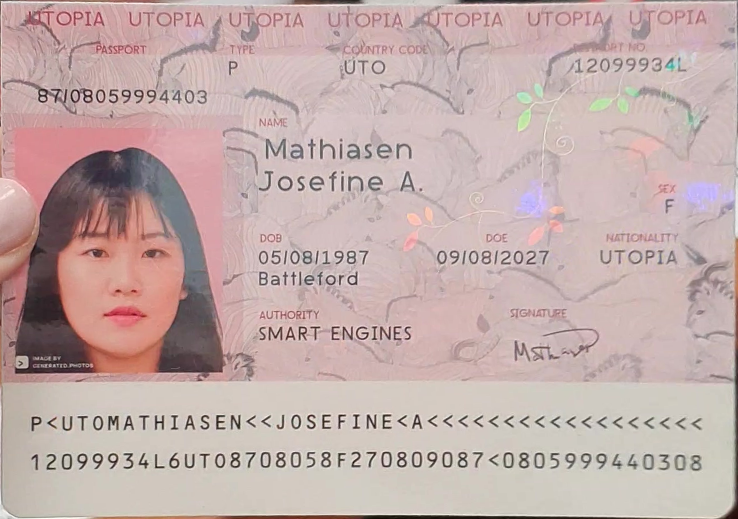 UTOPIA UTOPIA UTOPIA UTOPIA UTOPIA UTOPIA UTOPIA
PASSPORT TYPE COUNTRY CODE PASSPORT NO.
P UTO 12099934L
87/08059994403
NAME
Mathiasen
Josefine A.
SEX
F
DOB DOE NATIONALITY
05/08/1987 09/08/2027 UTOPIA
Battleford
AUTHORITY SIGNATURE
SMART ENGINES
IMAGE BY
GENERATED.PHOTOS
P<UTOMATHIASEN<<JOSEFINE<A<<<<<<<<<<<<<<<<<<
12099934L6UTO8708058F270809087<0805999440308